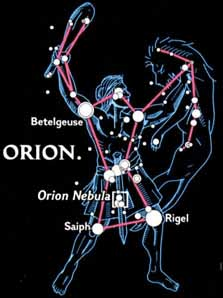 Betelgeuse
ORION.
Orion Nebula
Rigel
Saiph